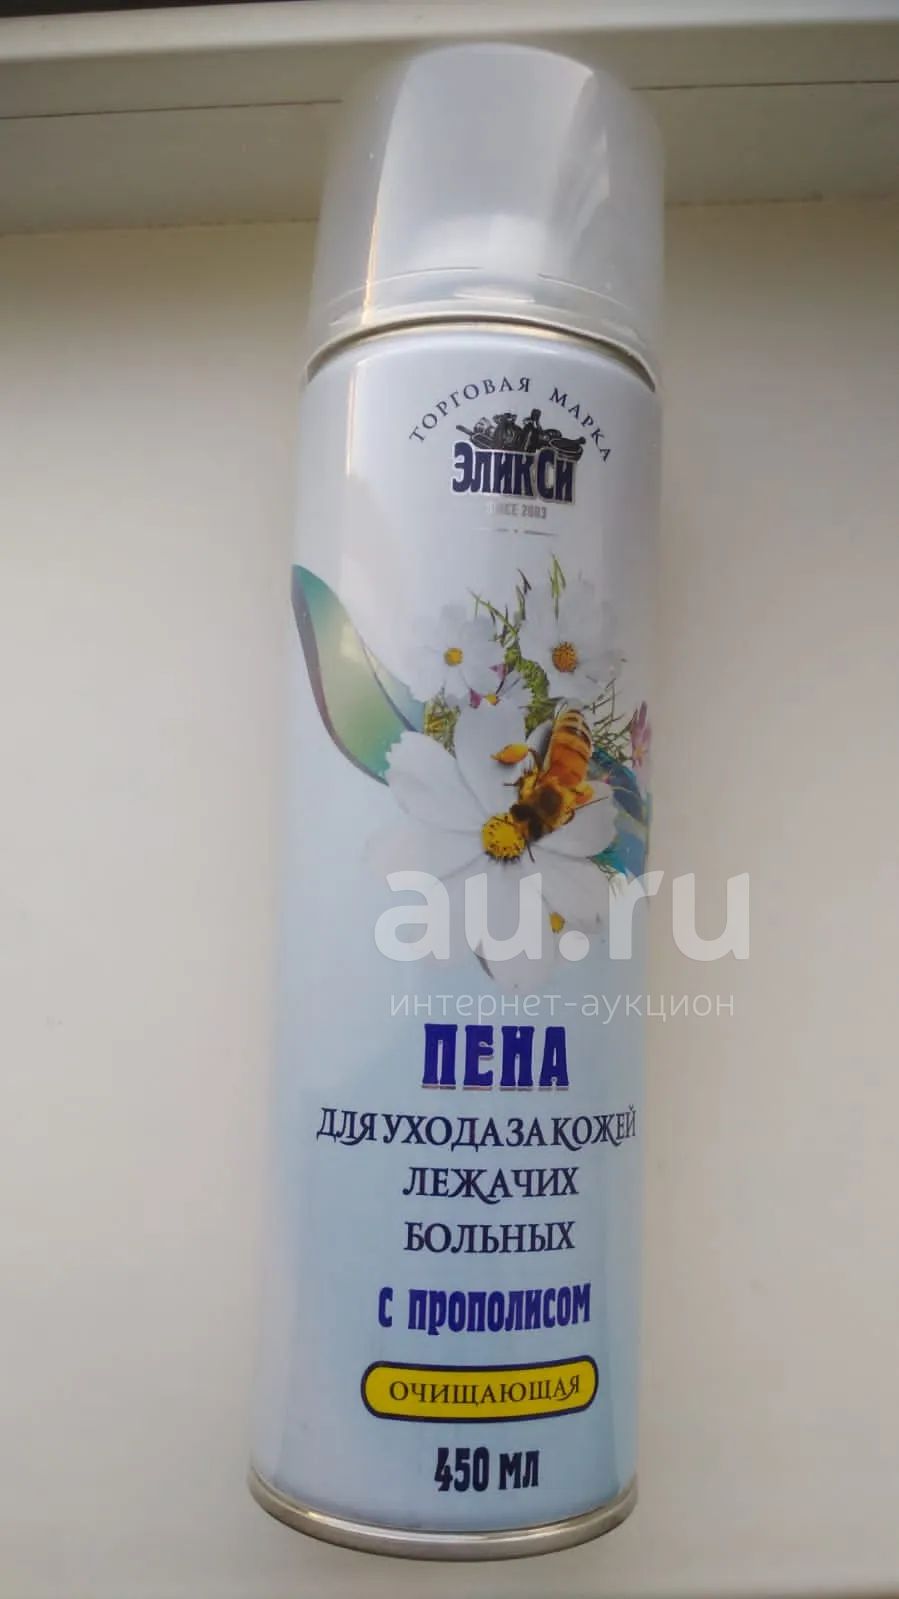 ТОРГОВАЯ МАРКА
ЭЛИКСИ
SINCE 2003
au.ru
интернет-аукцион
ПЕНА
ДЛЯ УХОДА ЗА КОЖЕЙ
ЛЕЖАЧИХ
БОЛЬНЫХ
С ПРОПОЛИСОМ
ОЧИЩАЮЩАЯ
450 МЛ